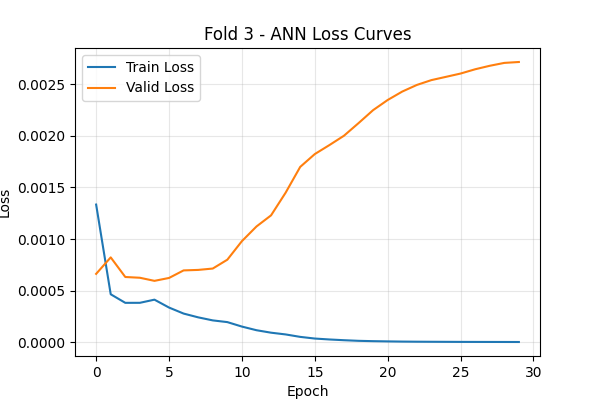 Fold 3 - ANN Loss Curves
Train Loss
Valid Loss
0.0025
0.0020
0.0015
0.0010
0.0005
0.0000
Loss
0 5 10 15 20 25 30
Epoch